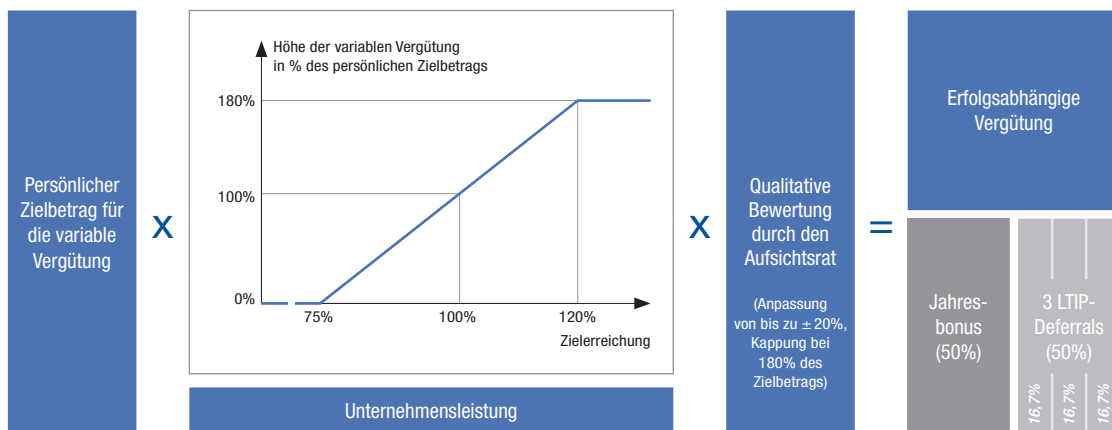 Persönlicher
Zielbetrag für
die variable
Vergütung
x
Höhe der variablen Vergütung
in % des persönlichen Zielbetrags
180%
100%
0%
75%
100%
120%
Zielerreichung
Unternehmensleistung
x
Qualitative
Bewertung
durch den
Aufsichtsrat
(Anpassung
von bis zu ± 20%,
Kappung bei
180% des
Zielbetrags)
=
Erfolgsabhängige
Vergütung
Jahres-
bonus
(50%)
3 LTIP-
Deferrals
(50%)
16,7%
16,7%
16,7%